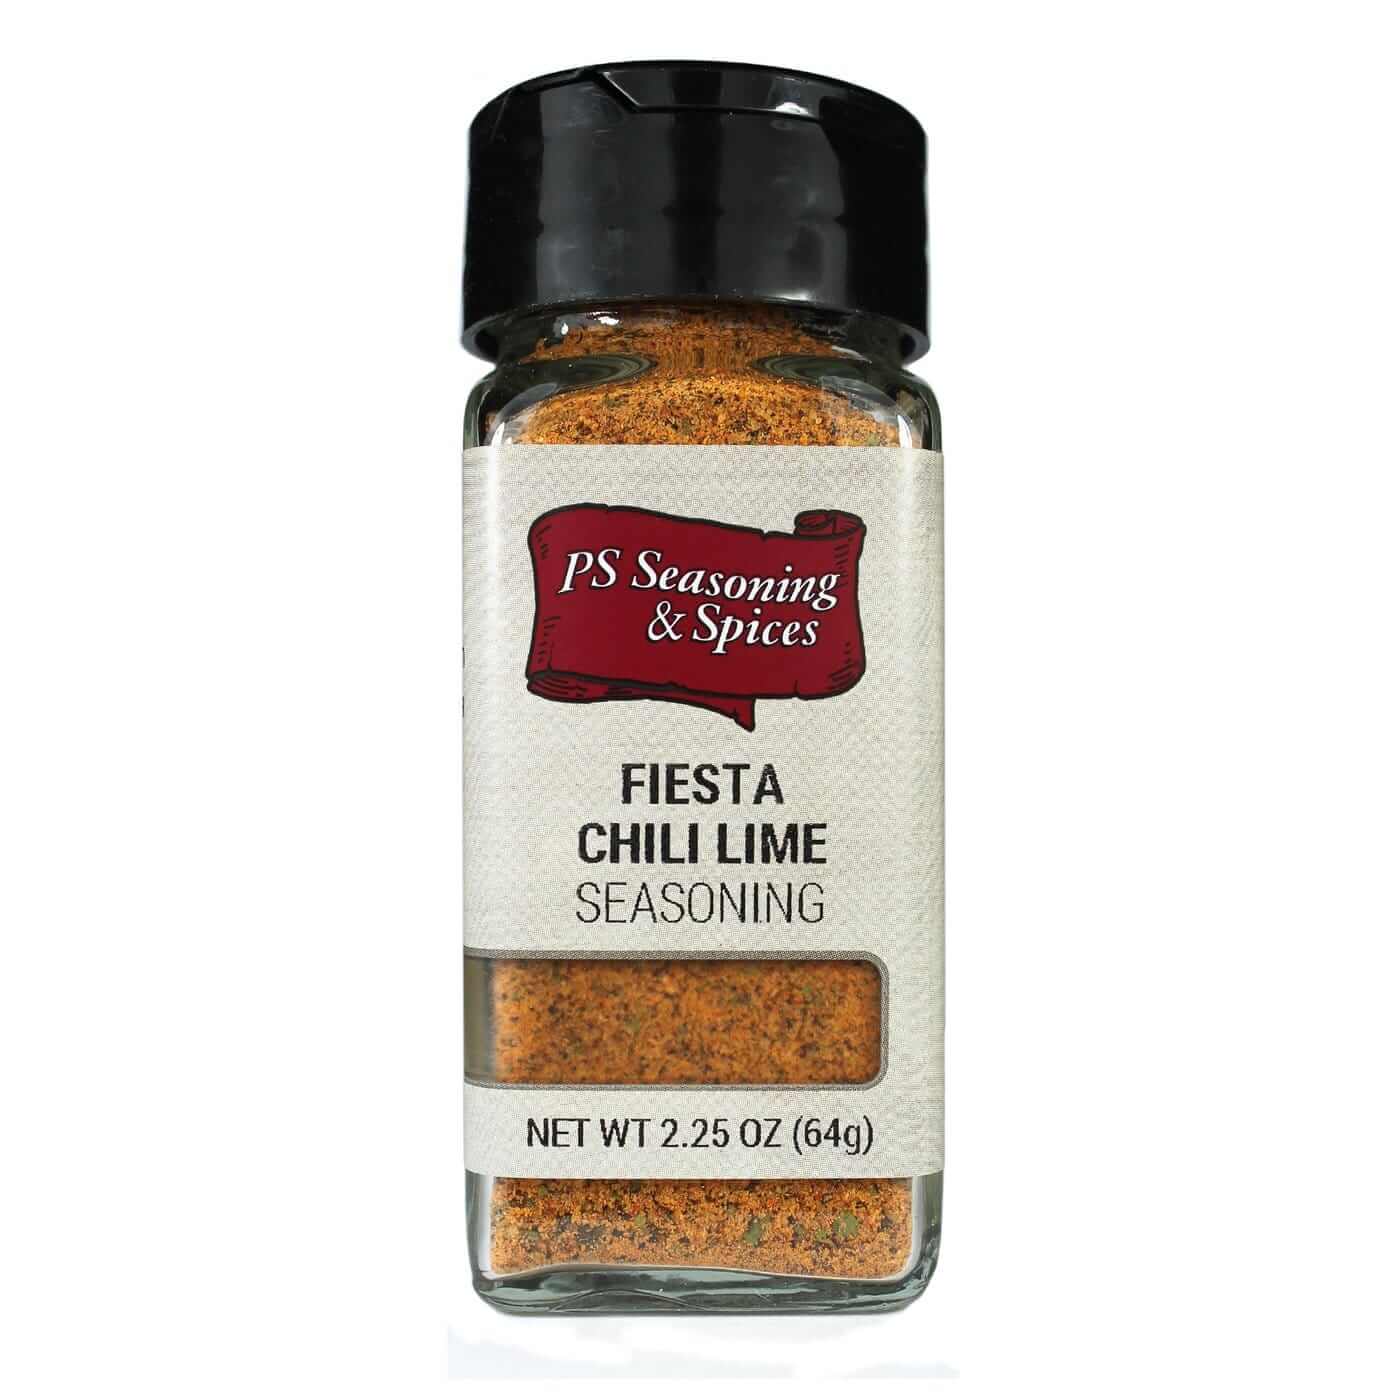 PS Seasoning
& Spices
FIESTA
CHILI LIME
SEASONING
NET WT 2.25 OZ (64g)